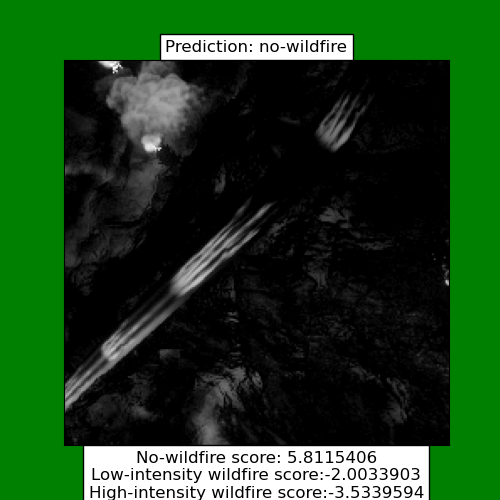 Prediction: no-wildfire
No-wildfire score: 5.8115406
Low-intensity wildfire score:-2.0033903
High-intensity wildfire score:-3.5339594